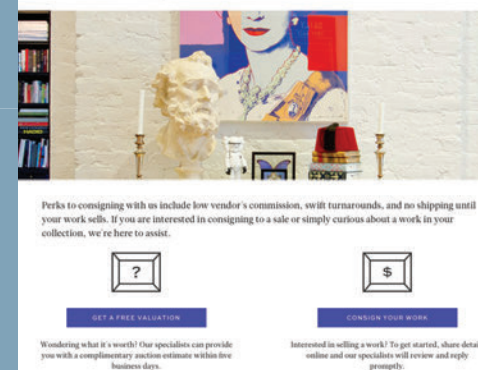 Perks to consigning with us include low vendor's commission, swift turnarounds, and no shipping until
your work sells. If you are interested in consigning to a sale or simply curious about a work in your
collection, we're here to assist.
?
$
GET A FREE VALUATION
CONSIGN YOUR WORK
Wondering what it's worth? Our specialists can provide
you with a complimentary auction estimate within five
business days.
Interested in selling a work? To get started, share detai
online and our specialists will review and reply
promptly.